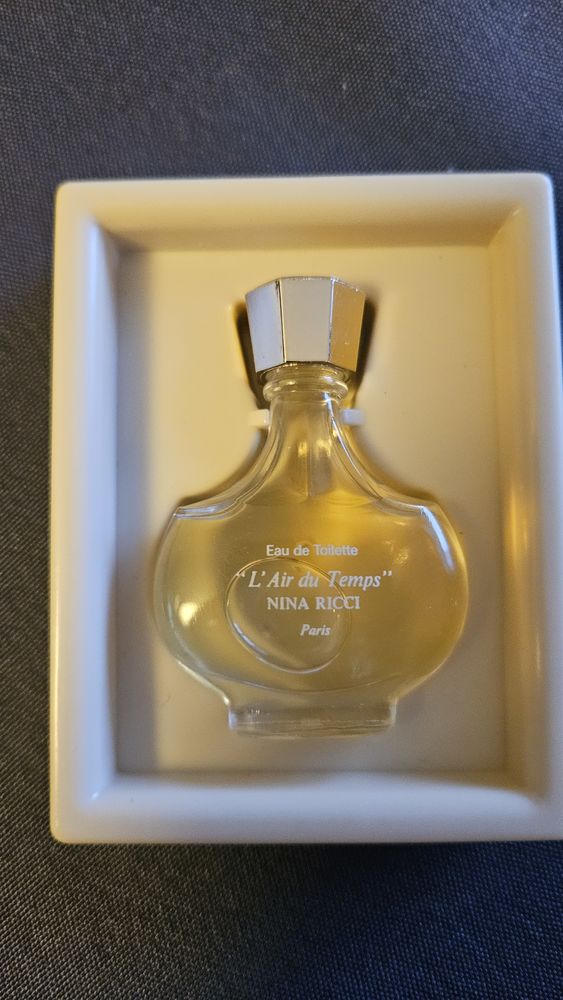 Eau de Toilette
"L'Air du Temps"
NINA RICCI
Paris